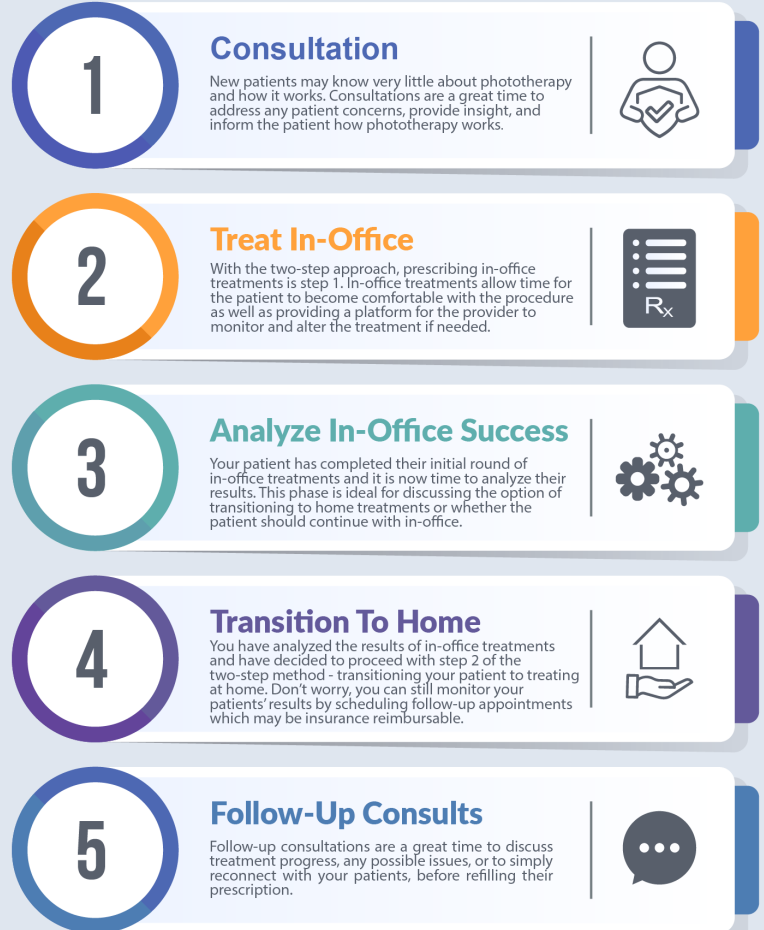 1
Consultation
New patients may know very little about phototherapy
and how it works. Consultations are a great time to
address any patient concerns, provide insight, and
inform the patient how phototherapy works.
2
Treat In-Office
With the two-step approach, prescribing in-office
treatments is step 1. In-office treatments allow time for
the patient to become comfortable with the procedure
as well as providing a platform for the provider to
monitor and alter the treatment if needed.
Rx
3
Analyze In-Office Success
Your patient has completed their initial round of
in-office treatments and it is now time to analyze their
results. This phase is ideal for discussing the option of
transitioning to home treatments or whether the
patient should continue with in-office.
4
Transition To Home
You have analyzed the results of in-office treatments
and have decided to proceed with step 2 of the
two-step method - transitioning your patient to treating
at home. Don't worry, you can still monitor your
patients' results by scheduling follow-up appointments
which may be insurance reimbursable.
5
Follow-Up Consults
Follow-up consultations are a great time to discuss
treatment progress, any possible issues, or to simply
reconnect with your patients, before refilling their
prescription.